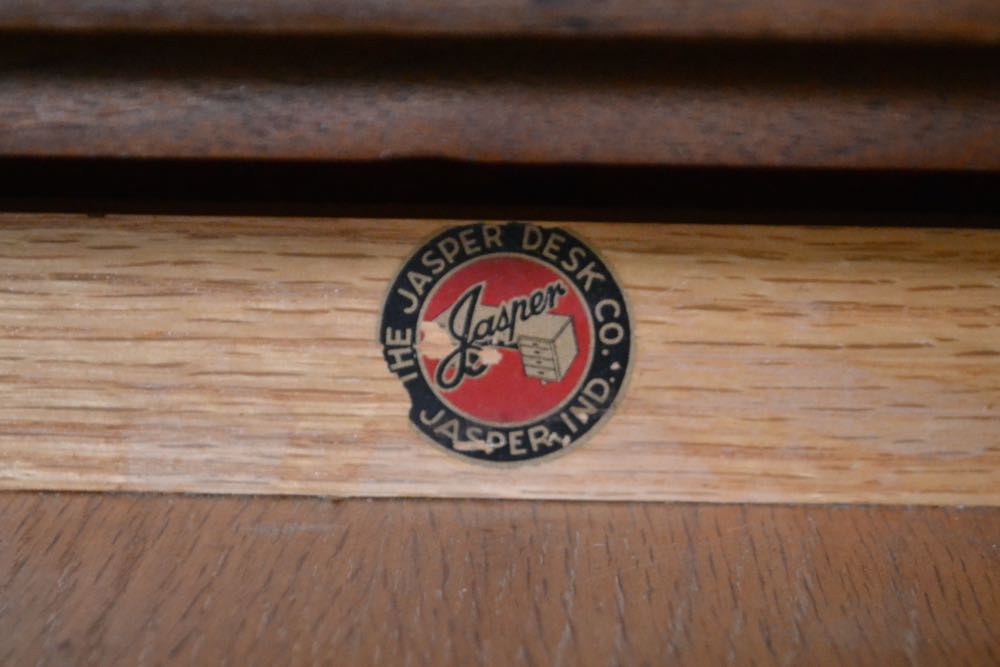 THE JASPER DESK CO.,
JASPER, IND.
Jasper